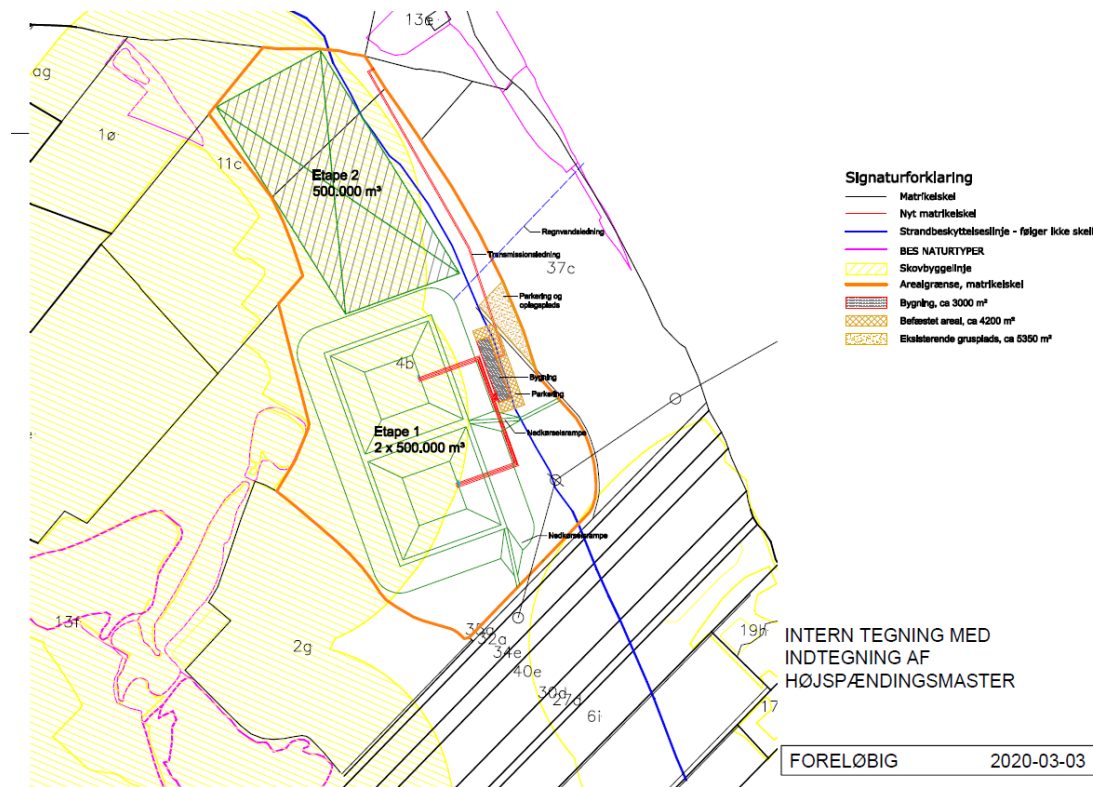 13e
ag
1ø
11c
Etape 2
500.000 m³
Regnvandsledning
Transmissionsledning
37c
Parkering og
oplagsplads
4b
Bygning
Parkering
Etape 1
2 x 500.000 m³
Nedkørselsrampe
Nedkørselsrampe
13f
2g
35g
32a
34e
40e
30d
27d
6i
19h
17
Signaturforklaring
Matrikelskel
Nyt matrikelskel
Strandbeskyttelseslinje - følger ikke skel
BES NATURTYPER
Skovbyggelinje
Arealgrænse, matrikelskel
Bygning, ca 3000 m²
Befæstet areal, ca 4200 m²
Eksisterende grusplads, ca 5350 m²
INTERN TEGNING MED
INDTEGNING AF
HØJSPÆNDINGSMASTER
FORELØBIG 2020-03-03